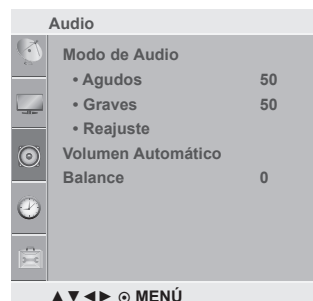 Audio
Modo de Audio
• Agudos 50
• Graves 50
• Reajuste
Volumen Automático
Balance 0
▲▼◄► ⊙ MENÚ